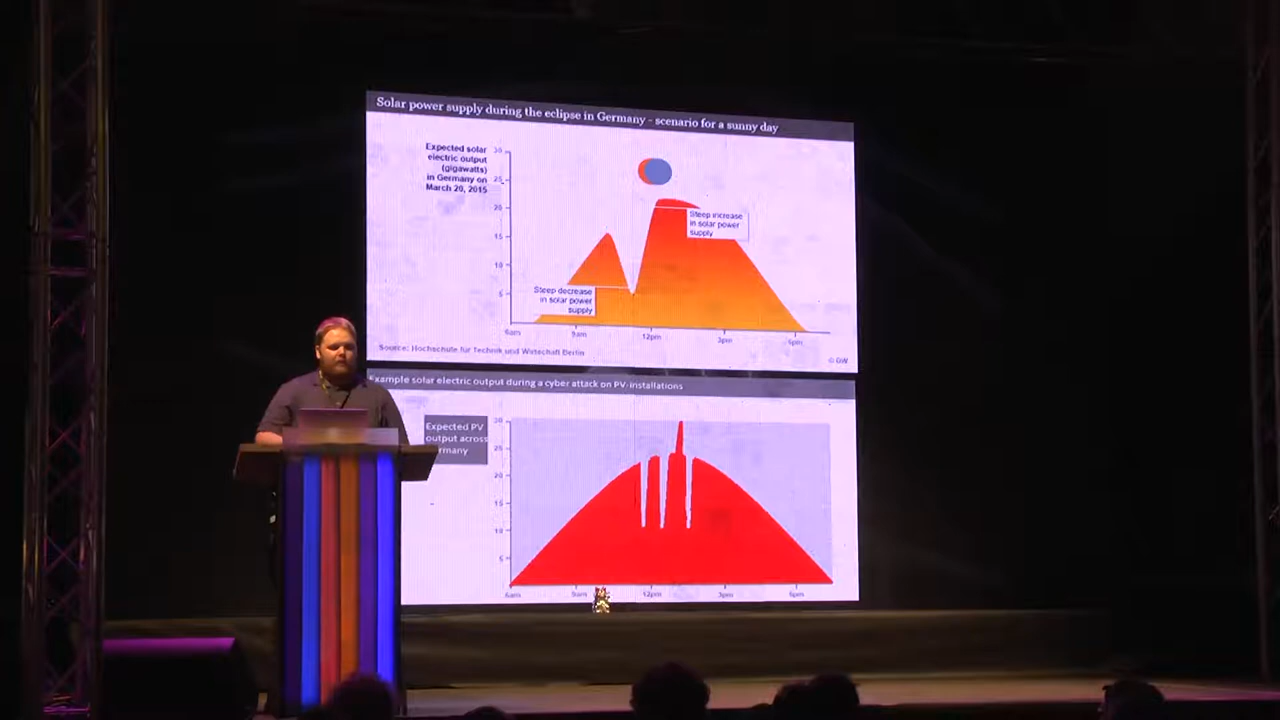 Solar power supply during the eclipse in Germany - scenario for a sunny day
Expected solar
electric output
(gigawatts)
in Germany on
March 20, 2015
30
25
20
15
10
5
Steep increase
in solar power
supply
Steep decrease
in solar power
supply
6am 9am 12pm 3pm 6pm
Source: Hochschule für Technik und Wirtschaft Berlin
© DW
Example solar electric output during a cyber attack on PV-installations
Expected PV
output across
rmany
30
25
20
15
10
5
6am 9am 12pm 3pm 6pm